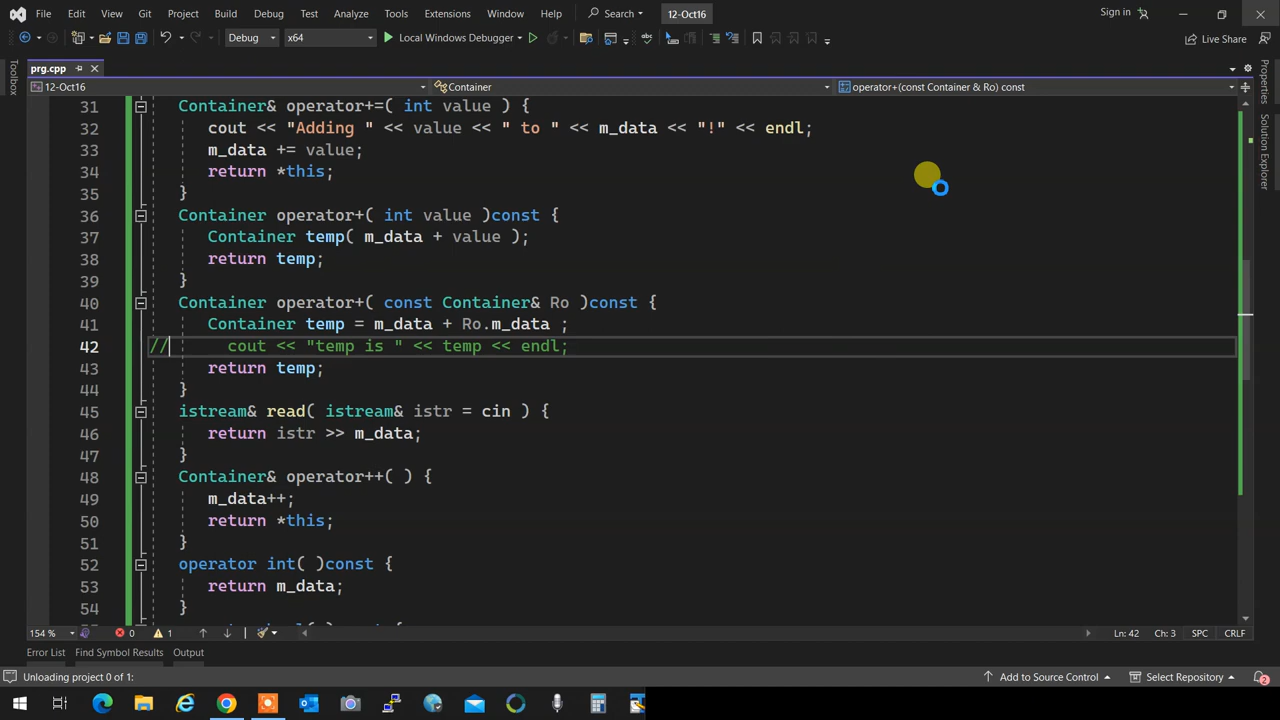 File Edit View Git Project Build Debug Test Analyze Tools Extensions Window Help Search 12-Oct16 Sign in
Debug x64 Local Windows Debugger Live Share
Toolbox
prg.cpp
12-Oct16 Container operator+(const Container & Ro) const
Properties
Solution Explorer
31 Container& operator+=( int value ) {
32 cout << "Adding " << value << " to " << m_data << "!" << endl;
33 m_data += value;
34 return *this;
35 }
36 Container operator+( int value )const {
37 Container temp( m_data + value );
38 return temp;
39 }
40 Container operator+( const Container& Ro )const {
41 Container temp = m_data + Ro.m_data ;
42 // cout << "temp is " << temp << endl;
43 return temp;
44 }
45 istream& read( istream& istr = cin ) {
46 return istr >> m_data;
47 }
48 Container& operator++( ) {
49 m_data++;
50 return *this;
51 }
52 operator int( )const {
53 return m_data;
54 }
154 % 0 1 Ln: 42 Ch: 3 SPC CRLF
Error List Find Symbol Results Output
Unloading project 0 of 1: Add to Source Control Select Repository 2